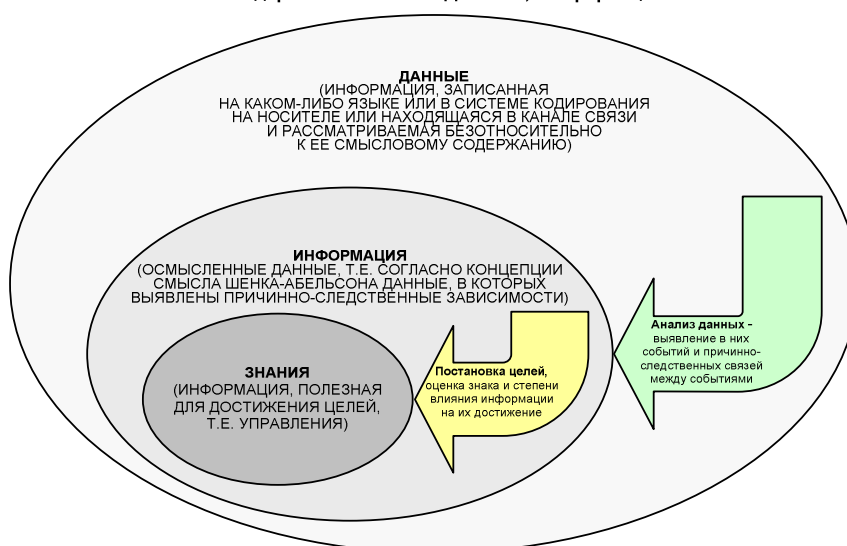 ДАННЫЕ
(ИНФОРМАЦИЯ, ЗАПИСАННАЯ
НА КАКОМ-ЛИБО ЯЗЫКЕ ИЛИ В СИСТЕМЕ КОДИРОВАНИЯ
НА НОСИТЕЛЕ ИЛИ НАХОДЯЩАЯСЯ В КАНАЛЕ СВЯЗИ
И РАССМАТРИВАЕМАЯ БЕЗОТНОСИТЕЛЬНО
К ЕЕ СМЫСЛОВОМУ СОДЕРЖАНИЮ)
ИНФОРМАЦИЯ
(ОСМЫСЛЕННЫЕ ДАННЫЕ, Т.Е. СОГЛАСНО КОНЦЕПЦИИ
СМЫСЛА ШЕНКА-АБЕЛЬСОНА ДАННЫЕ, В КОТОРЫХ
ВЫЯВЛЕНЫ ПРИЧИННО-СЛЕДСТВЕННЫЕ ЗАВИСИМОСТИ)
Анализ данных -
выявление в них
событий и причинно-
следственных связей
между событиями
ЗНАНИЯ
(ИНФОРМАЦИЯ, ПОЛЕЗНАЯ
ДЛЯ ДОСТИЖЕНИЯ ЦЕЛЕЙ,
Т.Е. УПРАВЛЕНИЯ)
Постановка целей,
оценка знака и степени
влияния информации
на их достижение